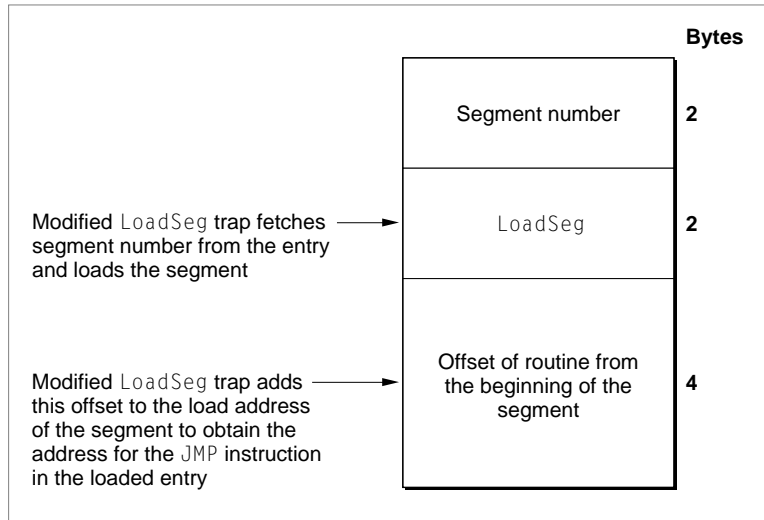 Bytes
Segment number
2
Modified LoadSeg trap fetches
segment number from the entry
and loads the segment
LoadSeg
2
Modified LoadSeg trap adds
this offset to the load address
of the segment to obtain the
address for the JMP instruction
in the loaded entry
Offset of routine from
the beginning of the
segment
4